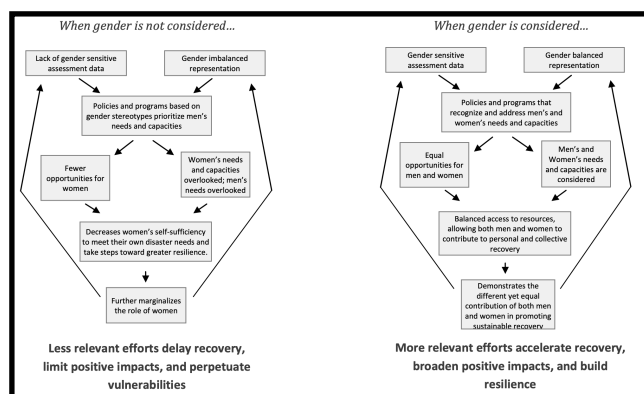 When gender is not considered…
Lack of gender sensitive
assessment data
Gender imbalanced
representation
Policies and programs based on
gender stereotypes prioritize men's
needs and capacities
Fewer
opportunities for
women
Women's needs
and capacities
overlooked; men's
needs overlooked
Decreases women's self-sufficiency
to meet their own disaster needs and
take steps toward greater resilience.
Further marginalizes
the role of women
Less relevant efforts delay recovery,
limit positive impacts, and perpetuate
vulnerabilities
When gender is considered…
Gender sensitive
assessment data
Gender balanced
representation
Policies and programs that
recognize and address men's and
women's needs and capacities
Equal
opportunities for
men and women
Men's and
Women's needs
and capacities are
considered
Balanced access to resources,
allowing both men and women to
contribute to personal and collective
recovery
Demonstrates the
different yet equal
contribution of both men
and women in promoting
sustainable recovery
More relevant efforts accelerate recovery,
broaden positive impacts, and build
resilience